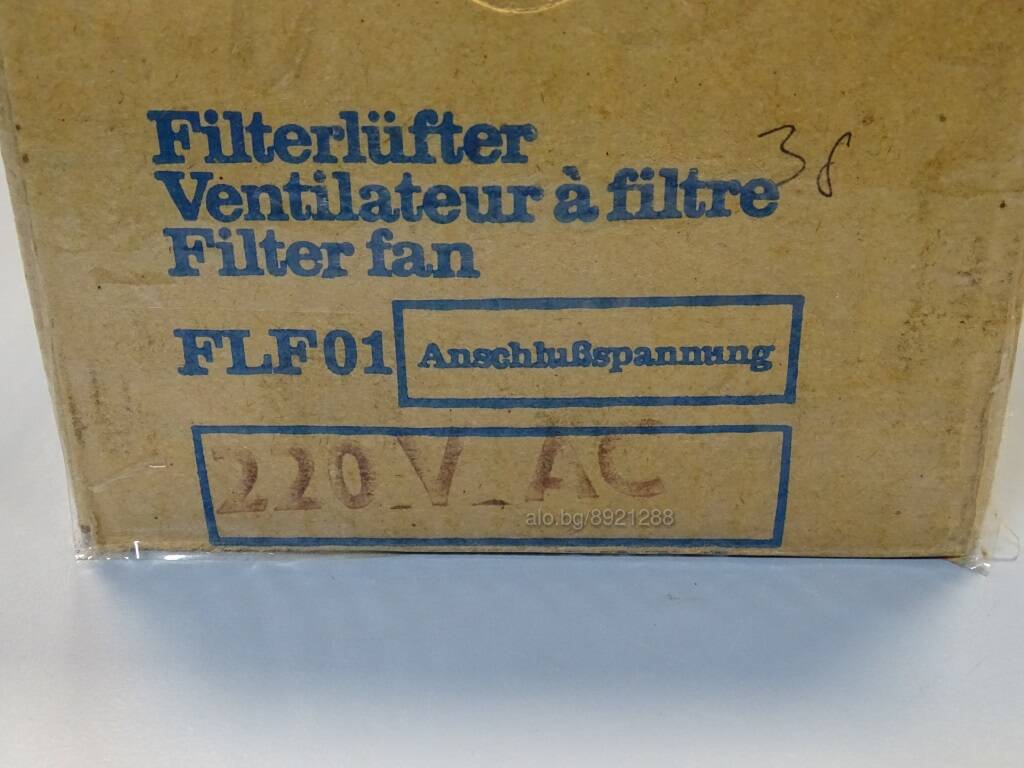 Filterlüfter
Ventilateur à filtre
38
Filter fan
FLF01 Anschlußspannung
220 V AC
alo.bg/8921288